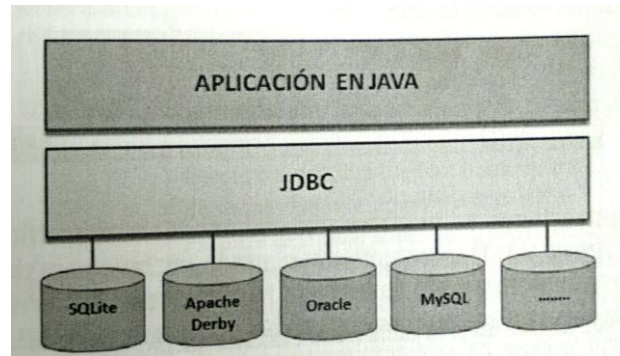 APLICACIÓN EN JAVA
JDBC
SQLite
Apache
Derby
Oracle
MySQL
........